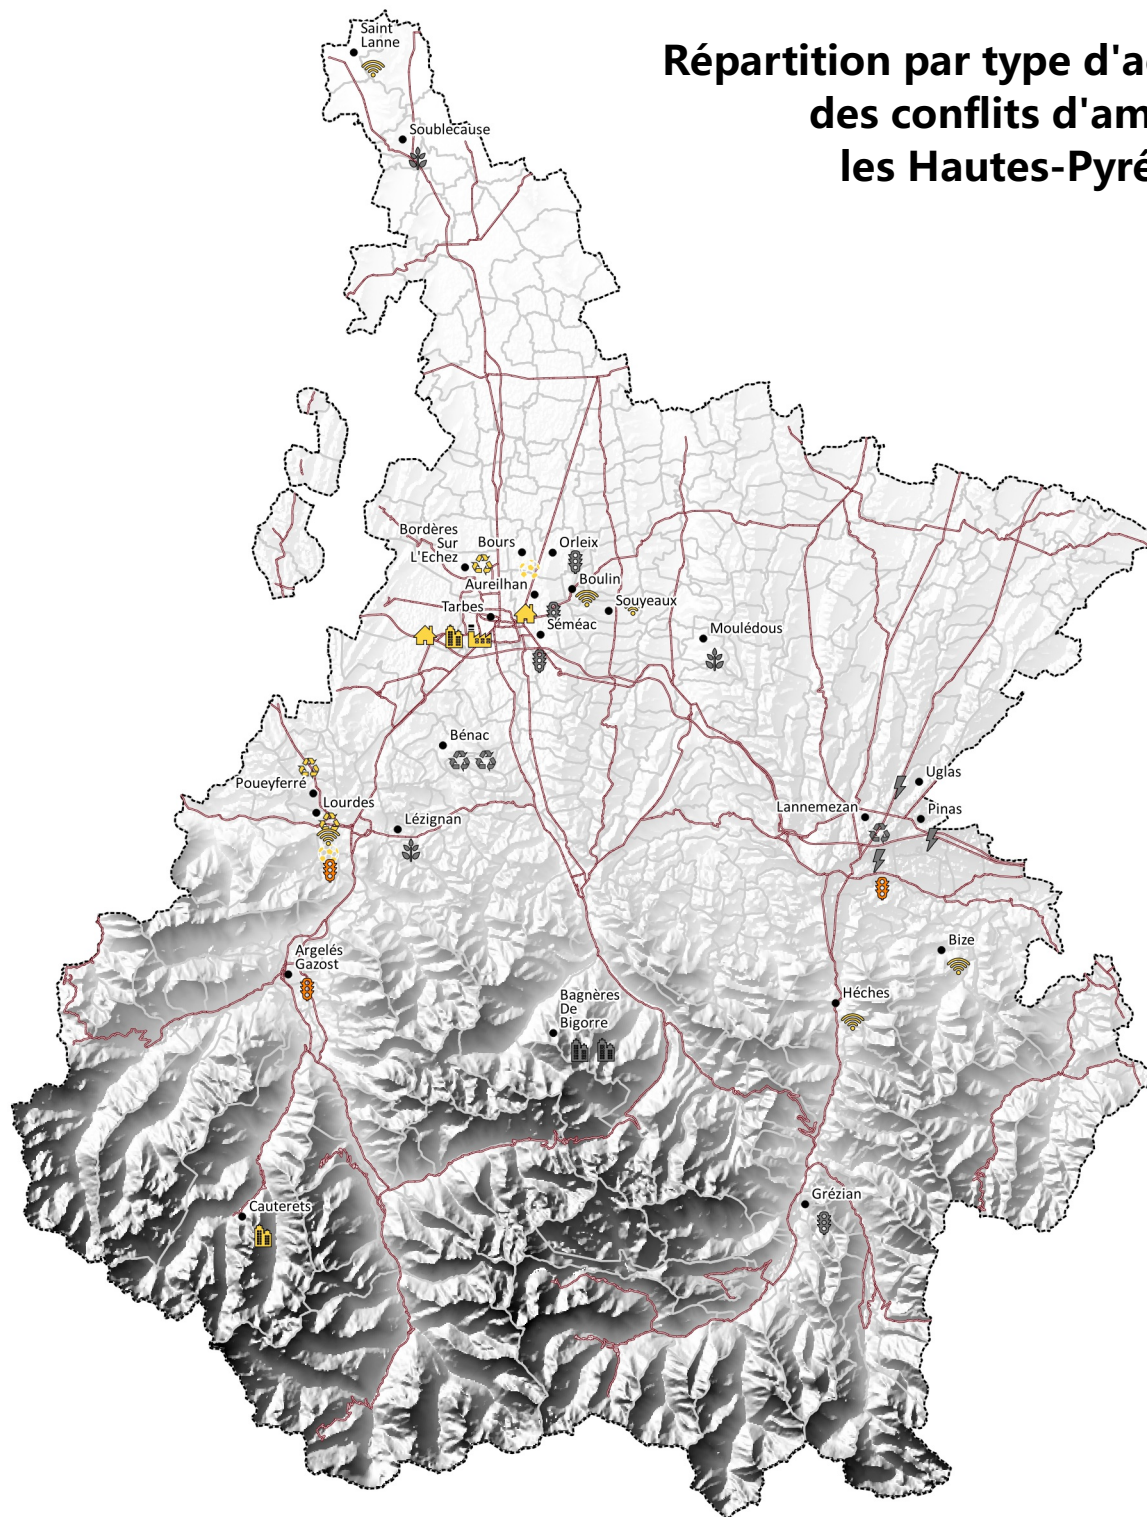 Répartition par type d'a
des conflits d'am
les Hautes-Pyré
Saint
Lanne
Soublecause
Bordères
Sur
L'Echez
Bours
Orleix
Aureilhan
Boulin
Tarbes
Souyeaux
Séméac
Moulédous
Bénac
Poueyferré
Lourdes
Lézignan
Uglas
Lannemezan
Pinas
Argelés
Gazost
Bize
Bagnères
De
Bigorre
Héches
Cauterets
Grézian